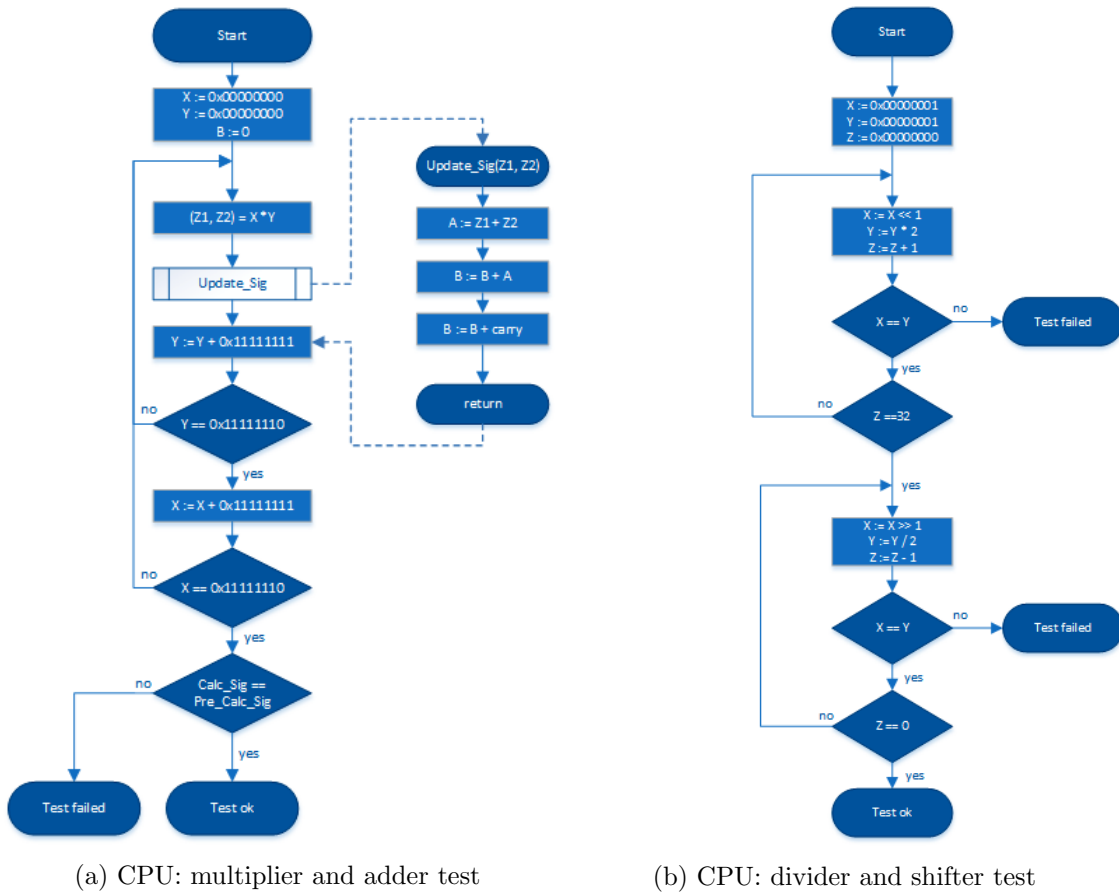 Start
X := 0x00000000
Y := 0x00000000
B := 0
(Z1, Z2) = X * Y
Update_Sig
Y := Y + 0x11111111
no
Y == 0x11111110
yes
X := X + 0x11111111
no
X == 0x11111110
yes
no
Calc_Sig ==
Pre_Calc_Sig
yes
Test failed
Test ok
Update_Sig(Z1, Z2)
A := Z1 + Z2
B := B + A
B := B + carry
return
(a) CPU: multiplier and adder test
Start
X := 0x00000001
Y := 0x00000001
Z := 0x00000000
X := X << 1
Y := Y * 2
Z := Z + 1
X == Y
no
Test failed
yes
no
Z ==32
yes
X := X >> 1
Y := Y / 2
Z := Z - 1
X == Y
no
Test failed
yes
no
Z == 0
yes
Test ok
(b) CPU: divider and shifter test